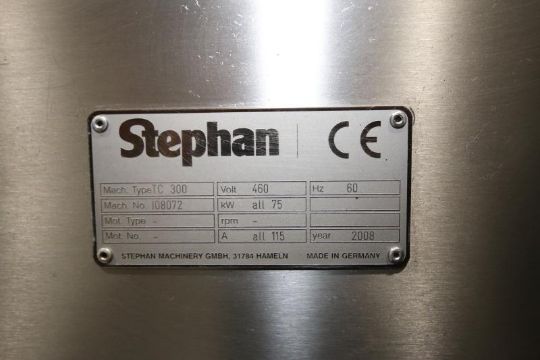 Stephan CE
Mach. Type TC 300 Volt 460 Hz 60
Mach. No. 108072 kW all 75
Mot. Type - rpm -
Mot. No. - A all 115 year 2008
STEPHAN MACHINERY GMBH, 31784 HAMELN MADE IN GERMANY